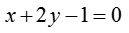 x + 2y − 1 = 0